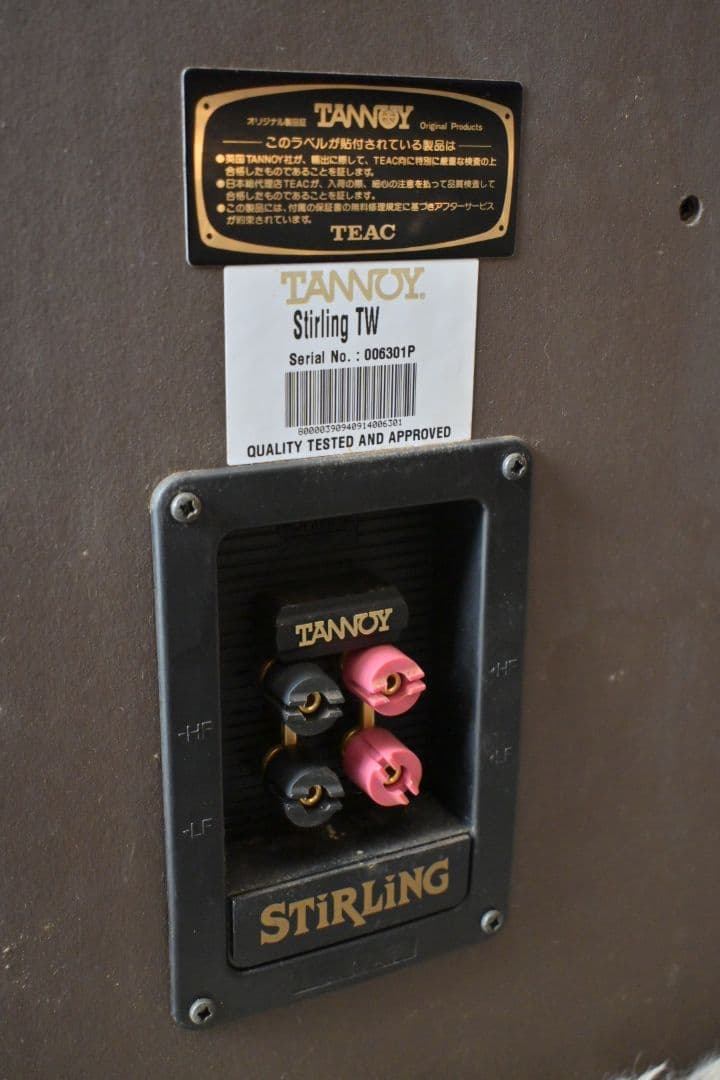 オリジナル製品証 TANNOY Original Products
このラベルが貼付されている製品は
●英国TANNOY社が、輸出に際して、TEAC向に特別に厳重な検査の上
合格したものであることを証します。
●日本総代理店TEACが、入荷の際、細心の注意を払って品質検査して
合格したものであることを証します。
●この製品には、付属の保証書の無料修理規定に基づきアフターサービス
が約束されています。
TEAC
TANNOY®
Stirling TW
Serial No. : 006301P
80000390940914006301
QUALITY TESTED AND APPROVED
TANNOY
-HF
+HF
-LF
+LF
STiRLiNG